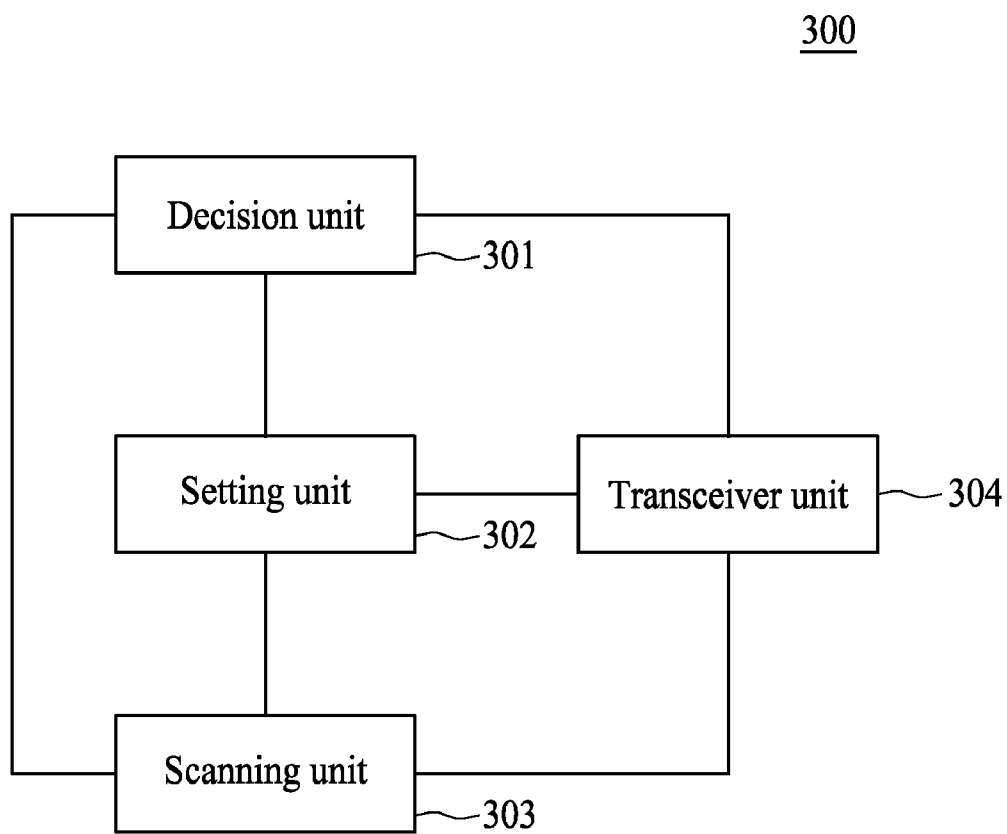 300
Decision unit
301
Setting unit
302
Transceiver unit
304
Scanning unit
303